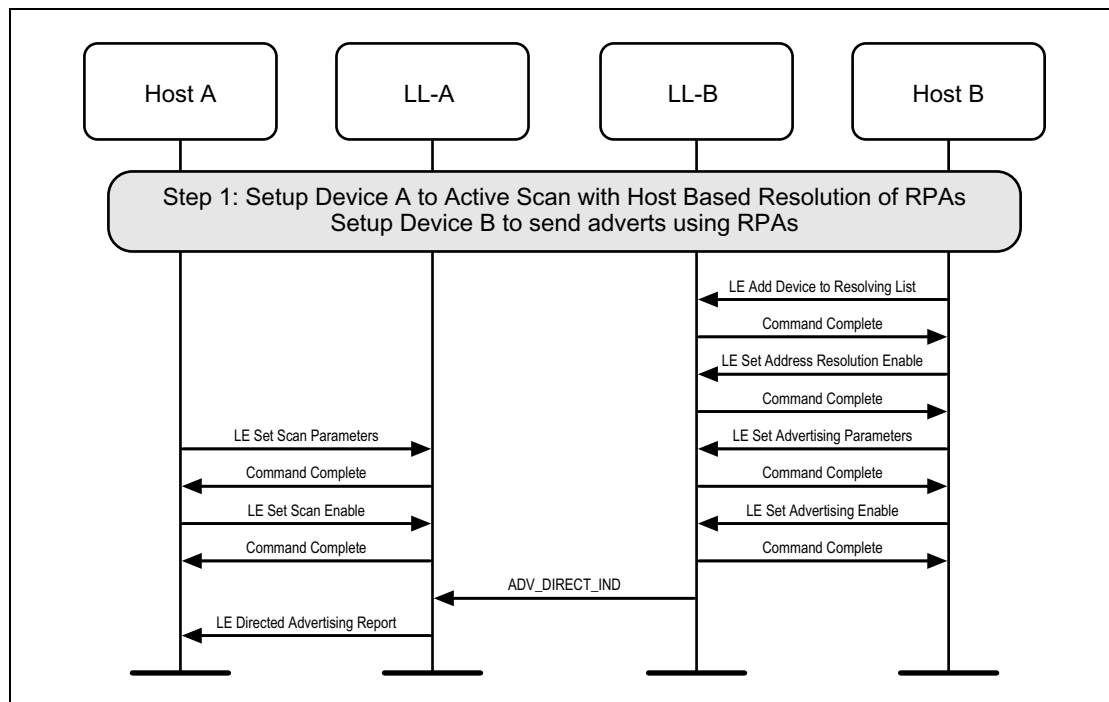 Host A
LL-A
LL-B
Host B
Step 1: Setup Device A to Active Scan with Host Based Resolution of RPAs
Setup Device B to send adverts using RPAs
LE Add Device to Resolving List
Command Complete
LE Set Address Resolution Enable
Command Complete
LE Set Scan Parameters
LE Set Advertising Parameters
Command Complete
Command Complete
LE Set Scan Enable
LE Set Advertising Enable
Command Complete
Command Complete
ADV_DIRECT_IND
LE Directed Advertising Report